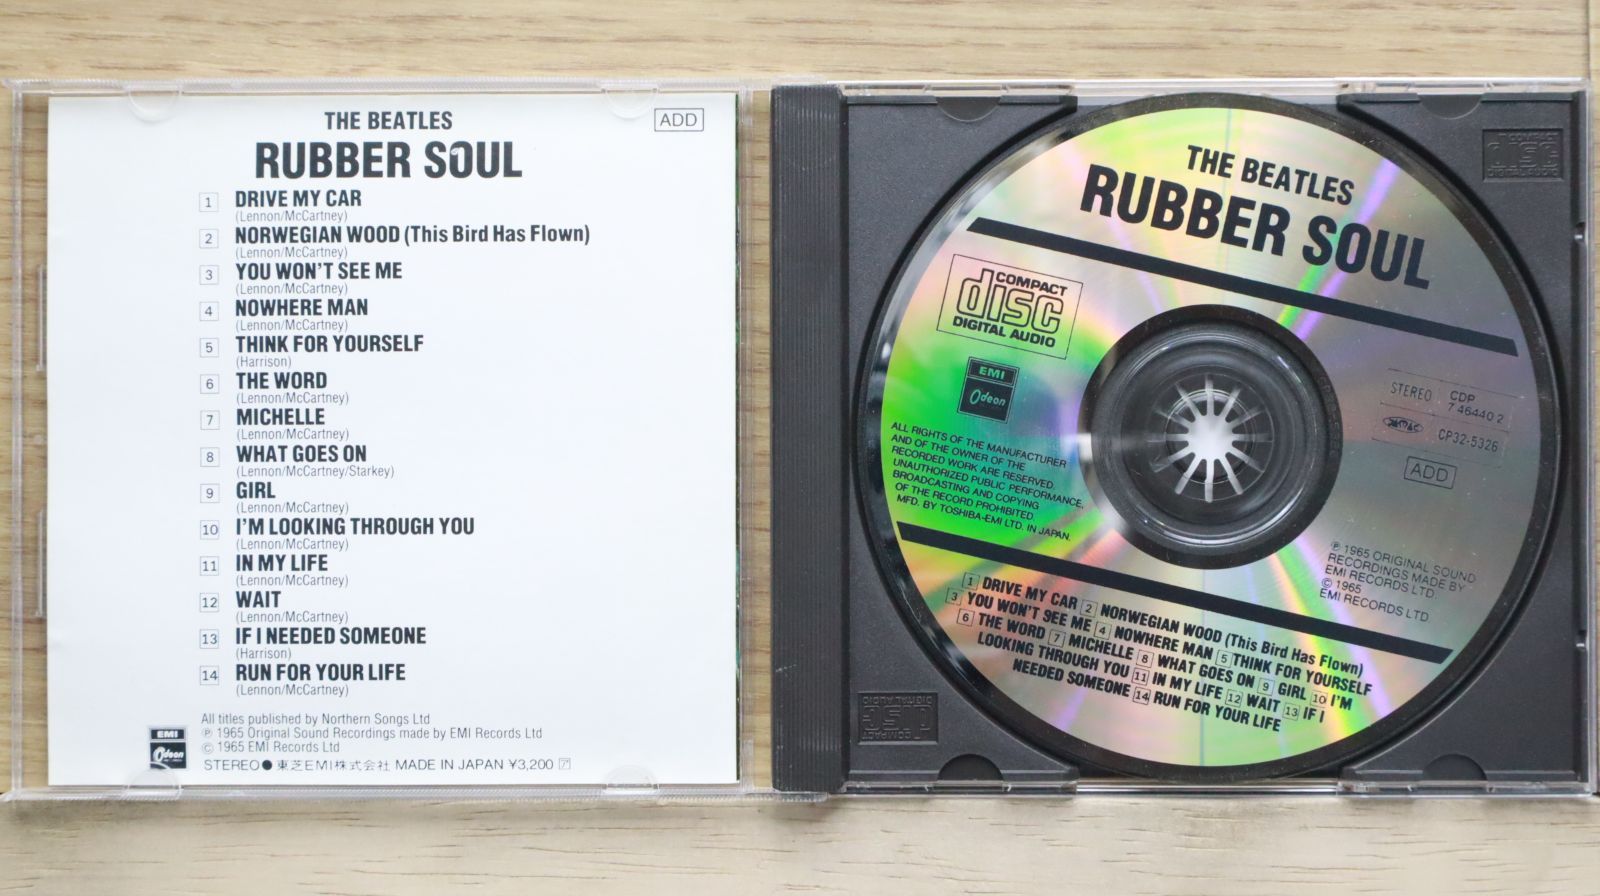 THE BEATLES
ADD
RUBBER SOUL
1 DRIVE MY CAR
(Lennon/McCartney)
2 NORWEGIAN WOOD (This Bird Has Flown)
(Lennon/McCartney)
3 YOU WON'T SEE ME
(Lennon/McCartney)
4 NOWHERE MAN
(Lennon/McCartney)
5 THINK FOR YOURSELF
(Harrison)
6 THE WORD
(Lennon/McCartney)
7 MICHELLE
(Lennon/McCartney)
8 WHAT GOES ON
(Lennon/McCartney/Starkey)
9 GIRL
(Lennon/McCartney)
10 I'M LOOKING THROUGH YOU
(Lennon/McCartney)
11 IN MY LIFE
(Lennon/McCartney)
12 WAIT
(Lennon/McCartney)
13 IF I NEEDED SOMEONE
(Harrison)
14 RUN FOR YOUR LIFE
(Lennon/McCartney)
All titles published by Northern Songs Ltd
℗ 1965 Original Sound Recordings made by EMI Records Ltd
© 1965 EMI Records Ltd
STEREO● 東芝EMI株式会社 MADE IN JAPAN ¥3,200 ア
EMI
Odeon
THE BEATLES
RUBBER SOUL
COMPACT
disc
DIGITAL AUDIO
EMI
Odeon
ALL RIGHTS OF THE MANUFACTURER
AND OF THE OWNER OF THE
RECORDED WORK ARE RESERVED.
UNAUTHORIZED PUBLIC PERFORMANCE,
BROADCASTING AND COPYING
OF THE RECORD PROHIBITED.
MFD. BY TOSHIBA-EMI LTD. IN JAPAN.
STEREO
CDP
7 46440 2
CP32-5326
ADD
℗ 1965 ORIGINAL SOUND
RECORDINGS MADE BY
EMI RECORDS LTD.
© 1965
EMI RECORDS LTD
1 DRIVE MY CAR 2 NORWEGIAN WOOD (This Bird Has Flown)
3 YOU WON'T SEE ME 4 NOWHERE MAN 5 THINK FOR YOURSELF
6 THE WORD 7 MICHELLE 8 WHAT GOES ON 9 GIRL 10 I'M
LOOKING THROUGH YOU 11 IN MY LIFE 12 WAIT 13 IF I
NEEDED SOMEONE 14 RUN FOR YOUR LIFE
COMPACT
disc
DIGITAL AUDIO
COMPACT
disc
DIGITAL AUDIO